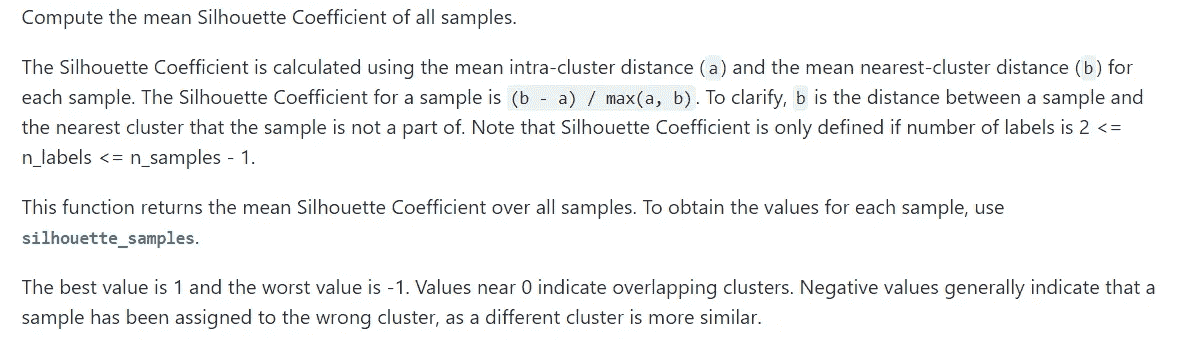 Compute the mean Silhouette Coefficient of all samples.
The Silhouette Coefficient is calculated using the mean intra-cluster distance ( a ) and the mean nearest-cluster distance ( b ) for
each sample. The Silhouette Coefficient for a sample is (b - a) / max(a, b). To clarify, b is the distance between a sample and
the nearest cluster that the sample is not a part of. Note that Silhouette Coefficient is only defined if number of labels is 2 <=
n_labels <= n_samples - 1.
This function returns the mean Silhouette Coefficient over all samples. To obtain the values for each sample, use
silhouette_samples.
The best value is 1 and the worst value is -1. Values near 0 indicate overlapping clusters. Negative values generally indicate that a
sample has been assigned to the wrong cluster, as a different cluster is more similar.